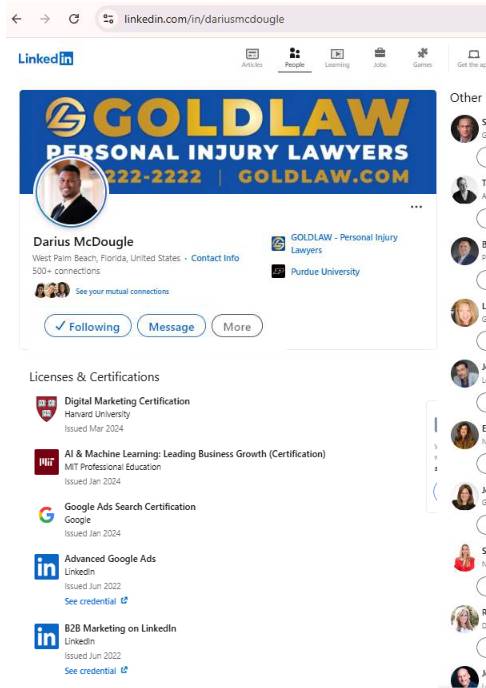 linkedin.com/in/dariusmcdougle
Linked in
Articles
People
Learning
Jobs
Games
Get the ap
GOLDLAW
PERSONAL INJURY LAWYERS
222-2222 | GOLDLAW.COM
Other
Darius McDougle
West Palm Beach, Florida, United States • Contact Info
500+ connections
See your mutual connections
GOLDLAW - Personal Injury
Lawyers
Purdue University
Following
Message
More
Licenses & Certifications
Digital Marketing Certification
Harvard University
Issued Mar 2024
AI & Machine Learning: Leading Business Growth (Certification)
MIT Professional Education
Issued Jan 2024
Google Ads Search Certification
Google
Issued Jan 2024
in
Advanced Google Ads
LinkedIn
Issued Jun 2022
See credential
in
B2B Marketing on LinkedIn
LinkedIn
Issued Jun 2022
See credential